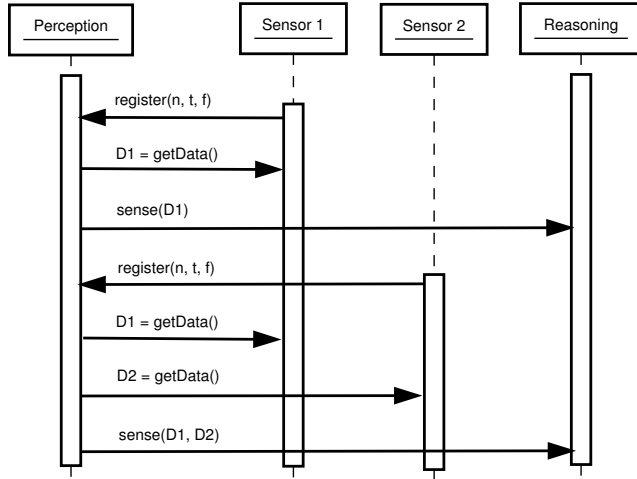 Perception
Sensor 1
Sensor 2
Reasoning
register(n, t, f)
D1 = getData()
sense(D1)
register(n, t, f)
D1 = getData()
D2 = getData()
sense(D1, D2)